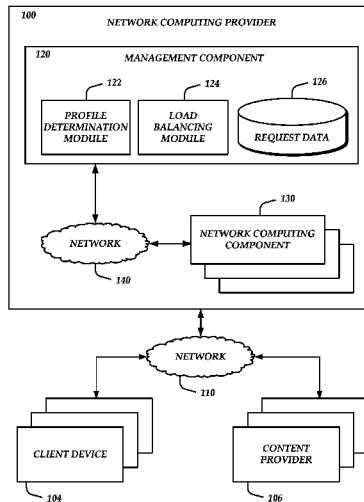 100
NETWORK COMPUTING PROVIDER
120
MANAGEMENT COMPONENT
122
124
126
PROFILE
DETERMINATION
MODULE
LOAD
BALANCING
MODULE
REQUEST DATA
130
NETWORK
NETWORK COMPUTING
COMPONENT
140
NETWORK
110
CLIENT DEVICE
CONTENT
PROVIDER
104
106